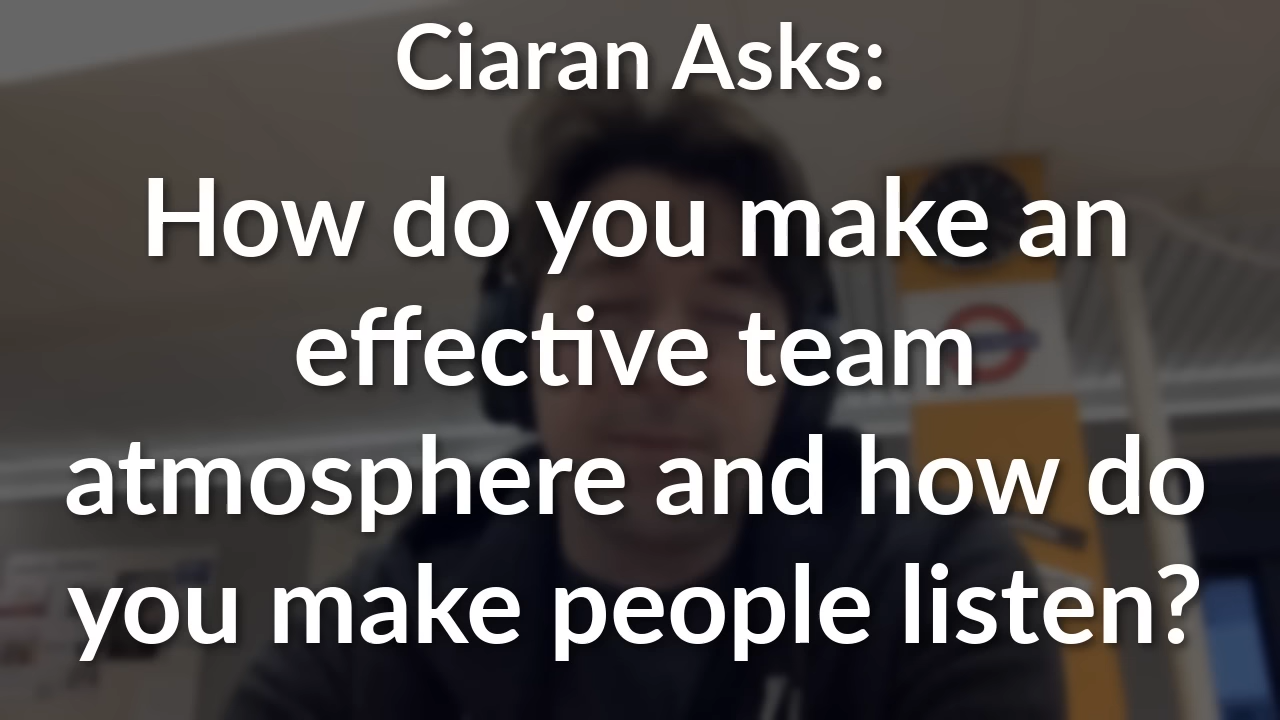 Ciaran Asks:
How do you make an
effective team
atmosphere and how do
you make people listen?